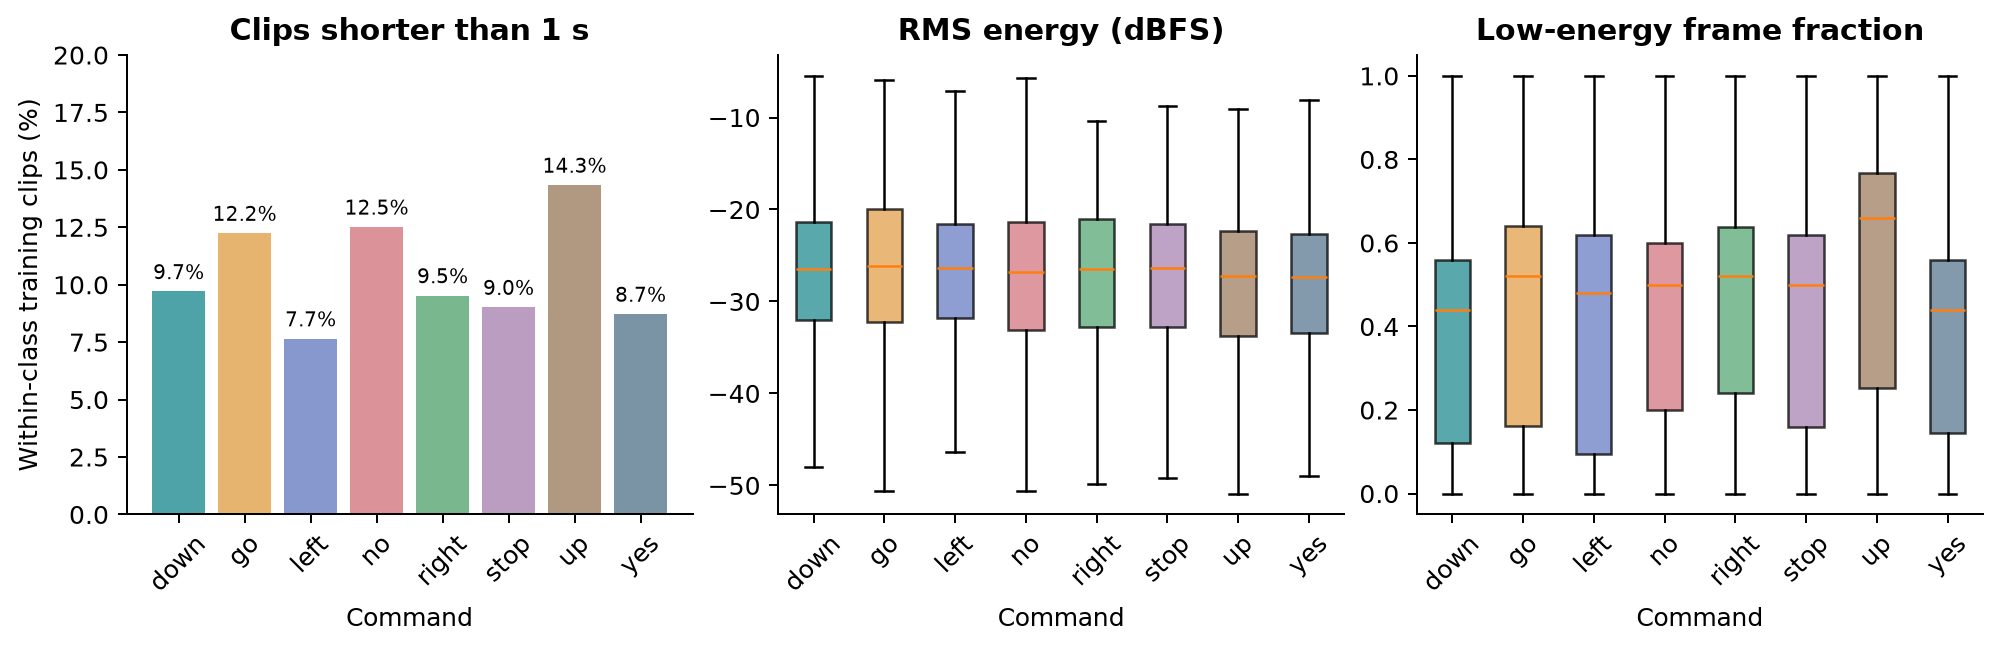 Clips shorter than 1 s
Within-class training clips (%)
20.0
17.5
15.0
12.5
10.0
7.5
5.0
2.5
0.0
9.7%
12.2%
7.7%
12.5%
9.5%
9.0%
14.3%
8.7%
down
go
left
no
right
stop
up
yes
Command
RMS energy (dBFS)
−10
−20
−30
−40
−50
down
go
left
no
right
stop
up
yes
Command
Low-energy frame fraction
1.0
0.8
0.6
0.4
0.2
0.0
down
go
left
no
right
stop
up
yes
Command